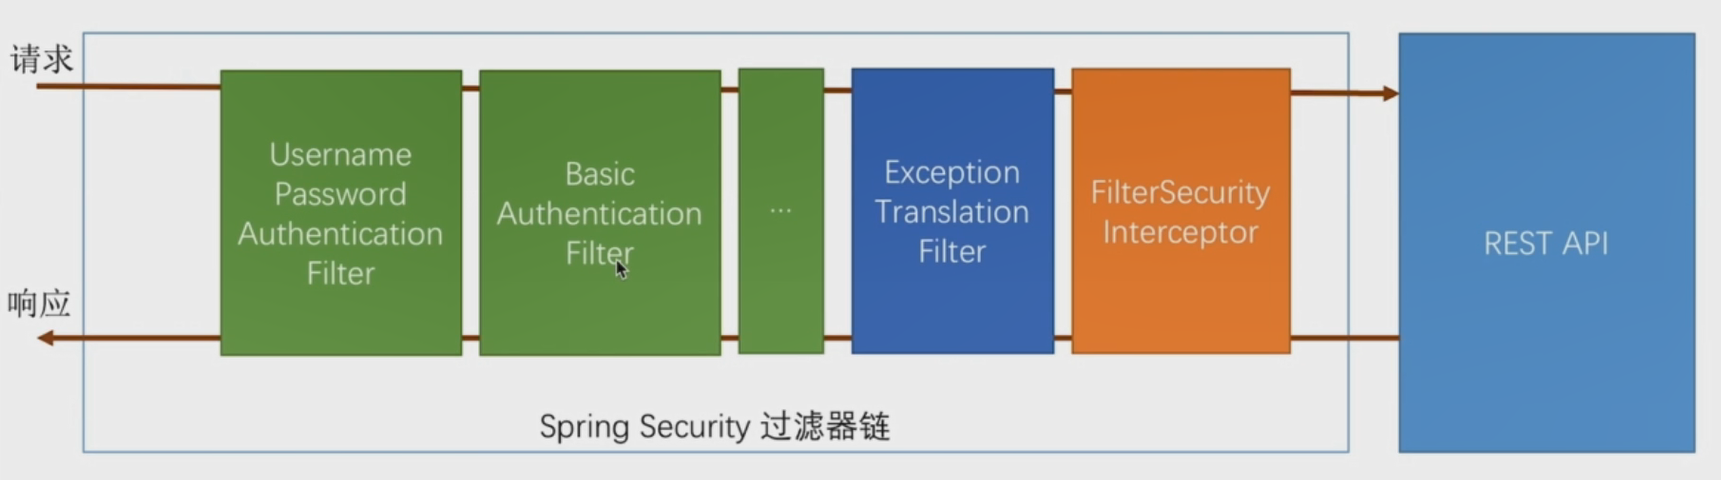 请求
响应
Username
Password
Authentication
Filter
Basic
Authentication
Filter
...
Exception
Translation
Filter
FilterSecurity
Interceptor
REST API
Spring Security 过滤器链